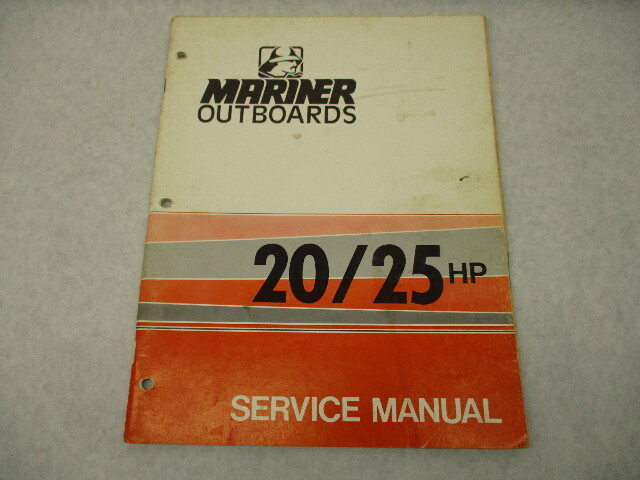 MARINER
OUTBOARDS
20/25 HP
SERVICE MANUAL